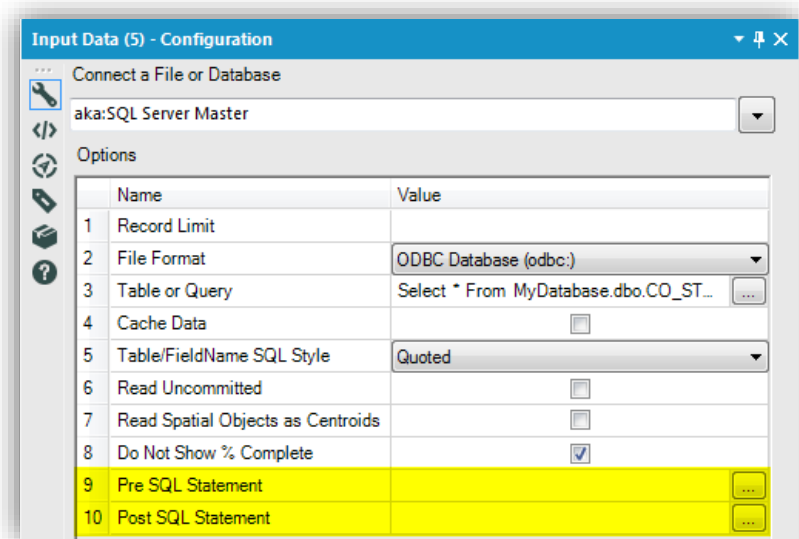 Input Data (5) - Configuration
Connect a File or Database
aka:SQL Server Master
Options
Name Value
1 Record Limit
2 File Format ODBC Database (odbc:)
3 Table or Query Select * From MyDatabase.dbo.CO_ST... ...
4 Cache Data
5 Table/FieldName SQL Style Quoted
6 Read Uncommitted
7 Read Spatial Objects as Centroids
8 Do Not Show % Complete
9 Pre SQL Statement ...
10 Post SQL Statement ...